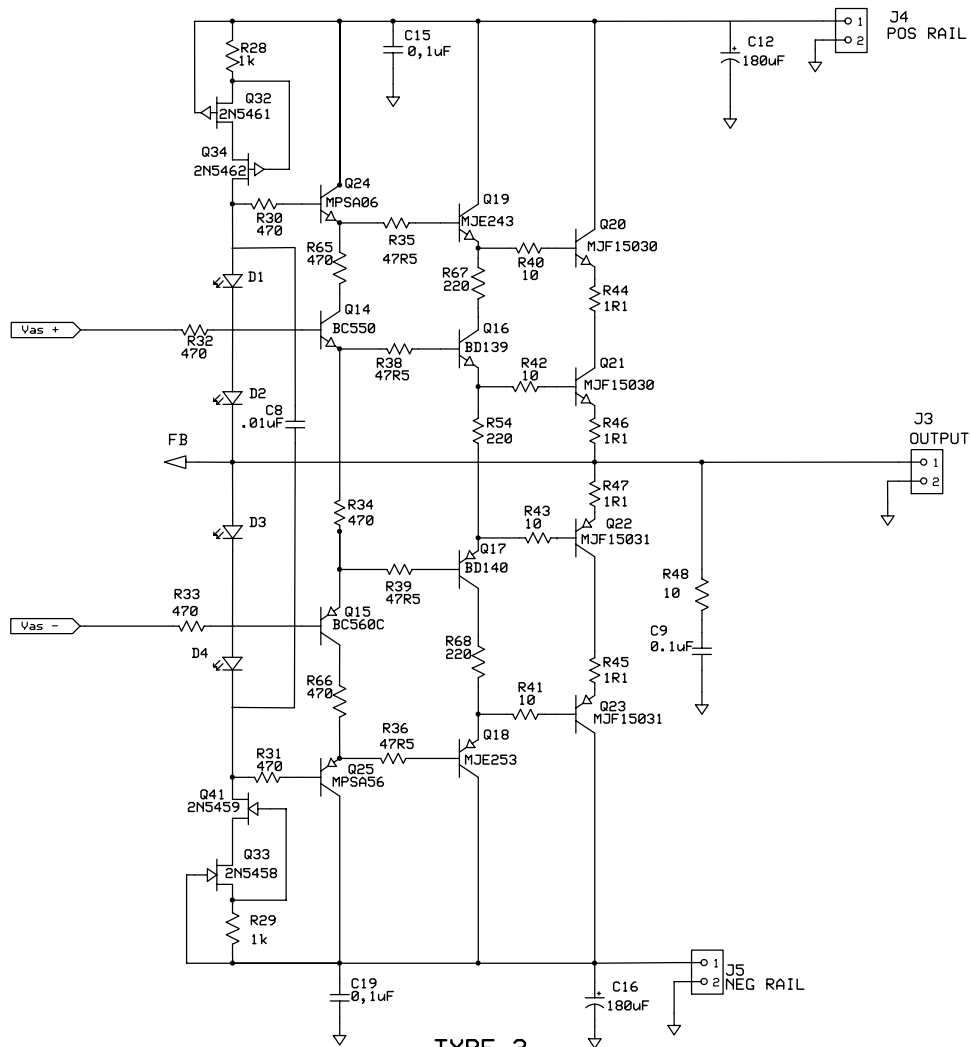 J4
POS RAIL
1
2
C15
0,1uF
C12
180uF
R28
1k
Q32
2N5461
Q34
2N5462
Q24
MPSA06
R30
470
R35
47R5
Q19
MJE243
Q20
MJF15030
R40
10
R65
470
R67
220
R44
1R1
D1
Q14
BC550
Q16
BD139
Vas +
R32
470
R38
47R5
R42
10
Q21
MJF15030
D2
C8
.01uF
R54
220
R46
1R1
J3
OUTPUT
1
2
FB
R47
1R1
R34
470
R43
10
Q22
MJF15031
D3
Q17
BD140
R39
47R5
R48
10
R33
470
Q15
BC560C
Vas -
C9
0.1uF
D4
R68
220
R45
1R1
R66
470
R41
10
Q23
MJF15031
R36
47R5
Q18
MJE253
R31
470
Q25
MPSA56
Q41
2N5459
Q33
2N5458
R29
1k
1
2
J5
NEG RAIL
C19
0,1uF
C16
180uF